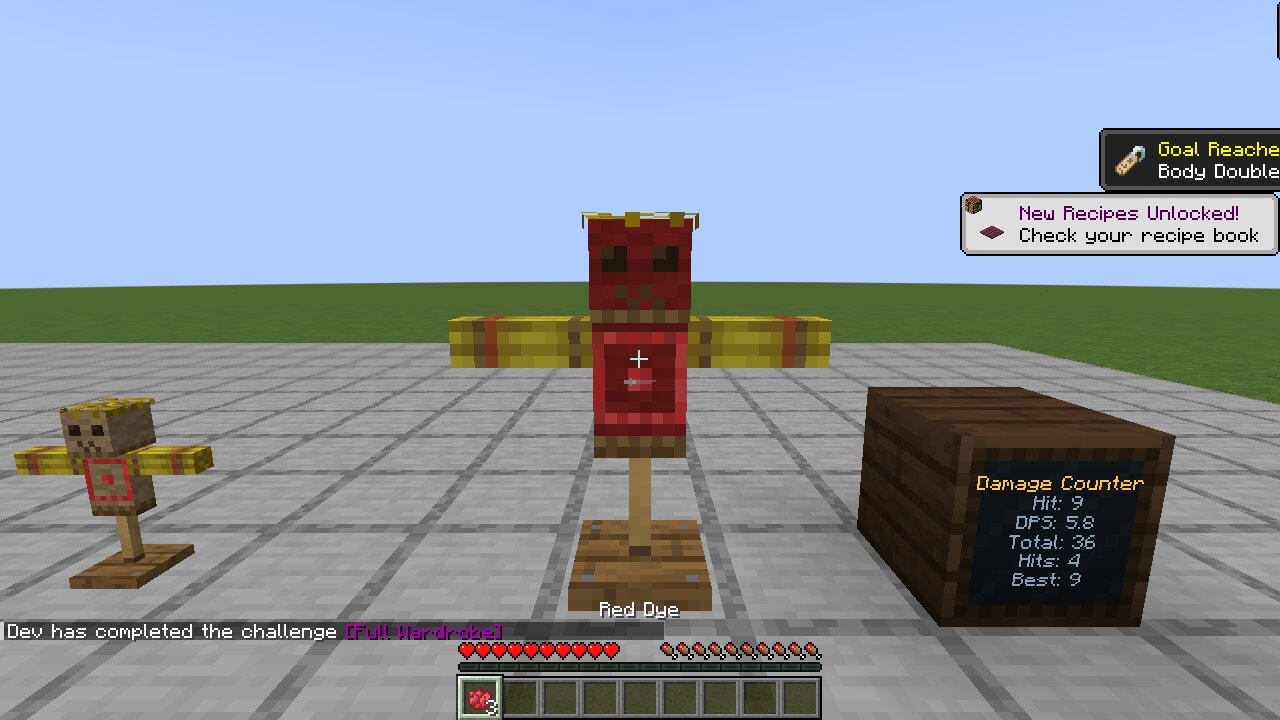 Goal Reache
Body Double
New Recipes Unlocked!
Check your recipe book
Damage Counter
Hit: 9
DPS: 5.8
Total: 36
Hits: 4
Best: 9
Red Dye
Dev has completed the challenge [Full Wardrobe]
3